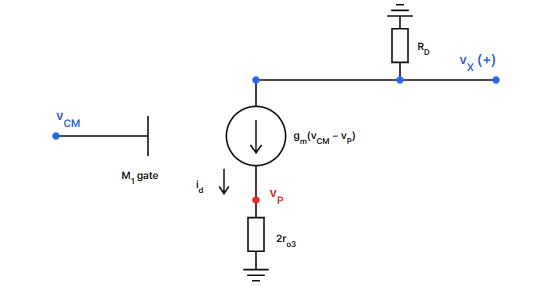 R_D
v_X (+)
v_CM
g_m(v_CM − v_P)
M_1 gate
i_d
v_P
2r_o3